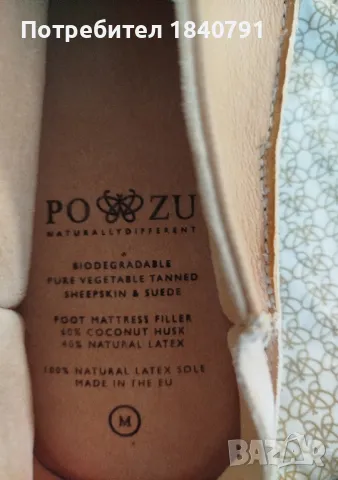 Потребител 1840791
PO ZU
NATURALLYDIFFERENT
BIODEGRADABLE
PURE VEGETABLE TANNED
SHEEPSKIN & SUEDE
FOOT MATTRESS FILLER
60% COCONUT HUSK
40% NATURAL LATEX
100% NATURAL LATEX SOLE
MADE IN THE EU
M
BAZAR